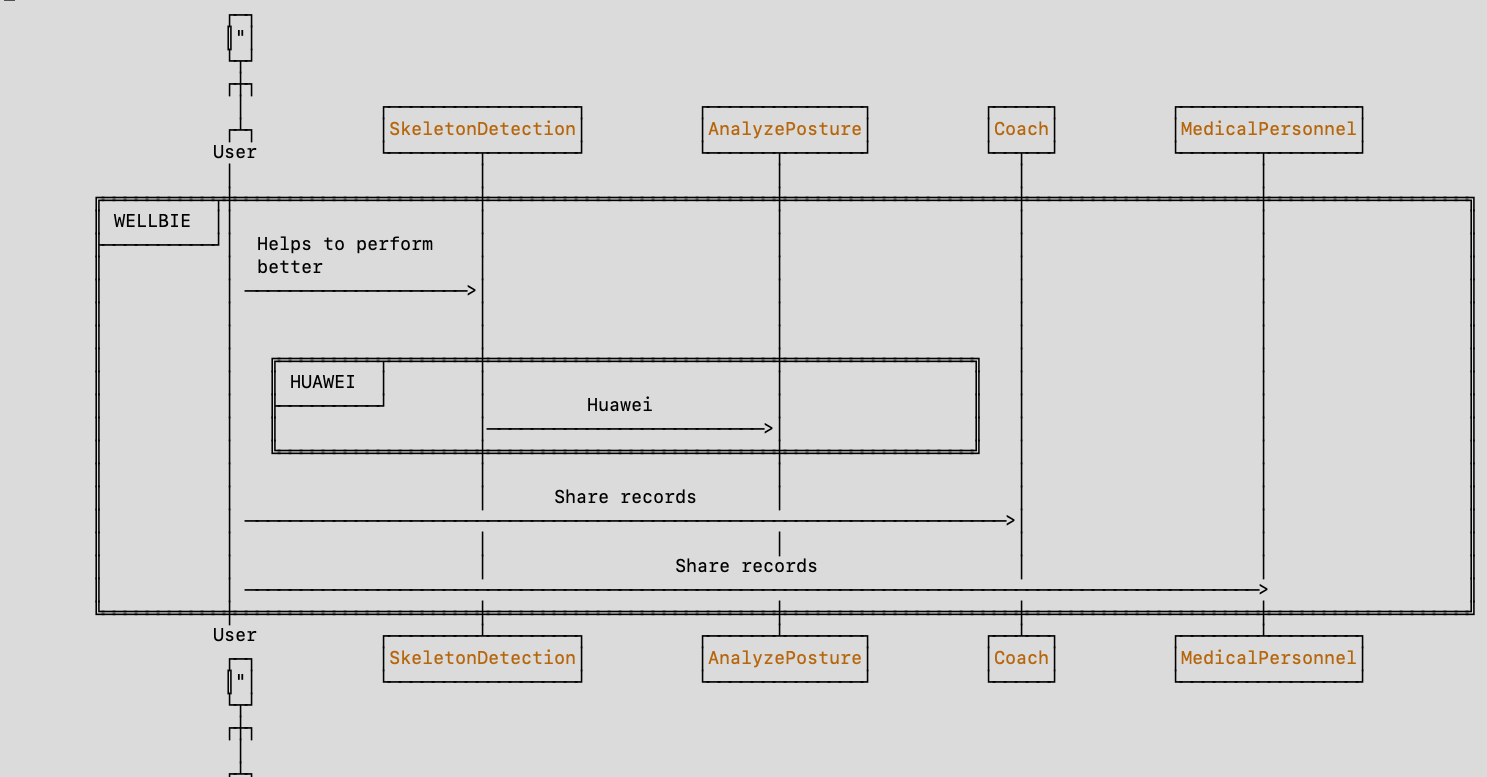 "
User
SkeletonDetection
AnalyzePosture
Coach
MedicalPersonnel
WELLBIE
Helps to perform
better
HUAWEI
Huawei
Share records
Share records
User
SkeletonDetection
AnalyzePosture
Coach
MedicalPersonnel
"